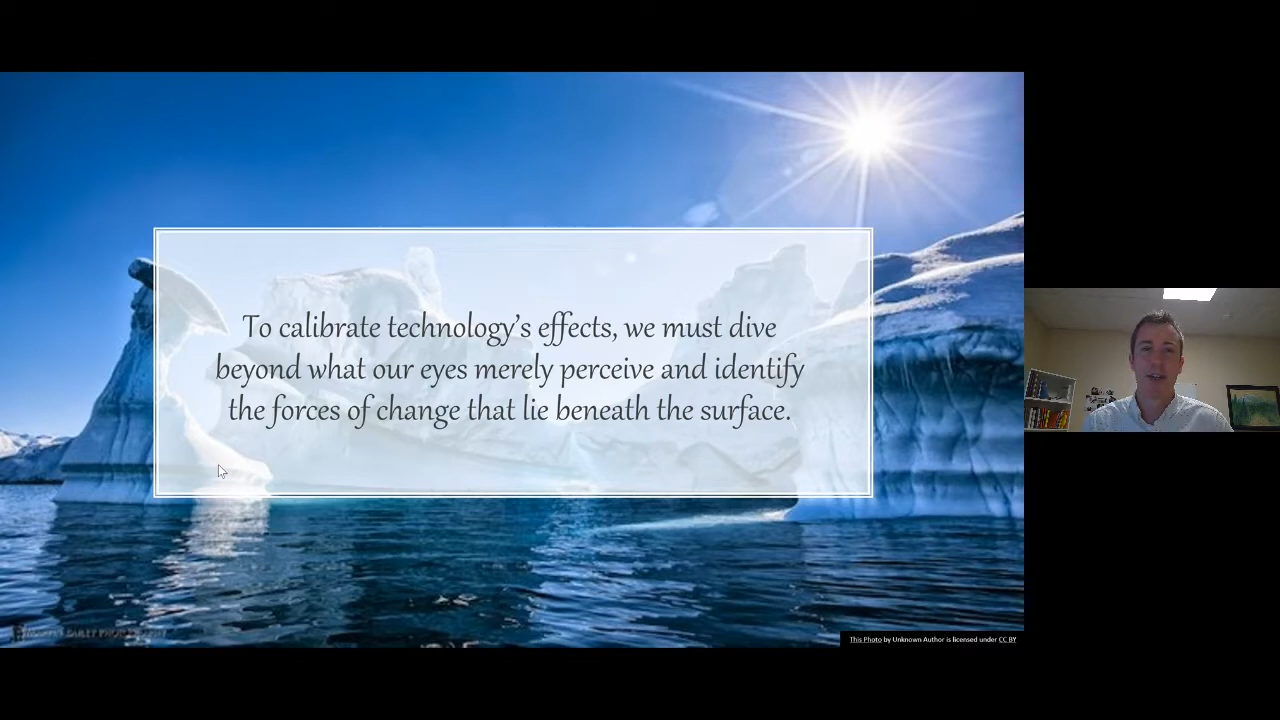 To calibrate technology’s effects, we must dive
beyond what our eyes merely perceive and identify
the forces of change that lie beneath the surface.
This Photo by Unknown Author is licensed under CC BY